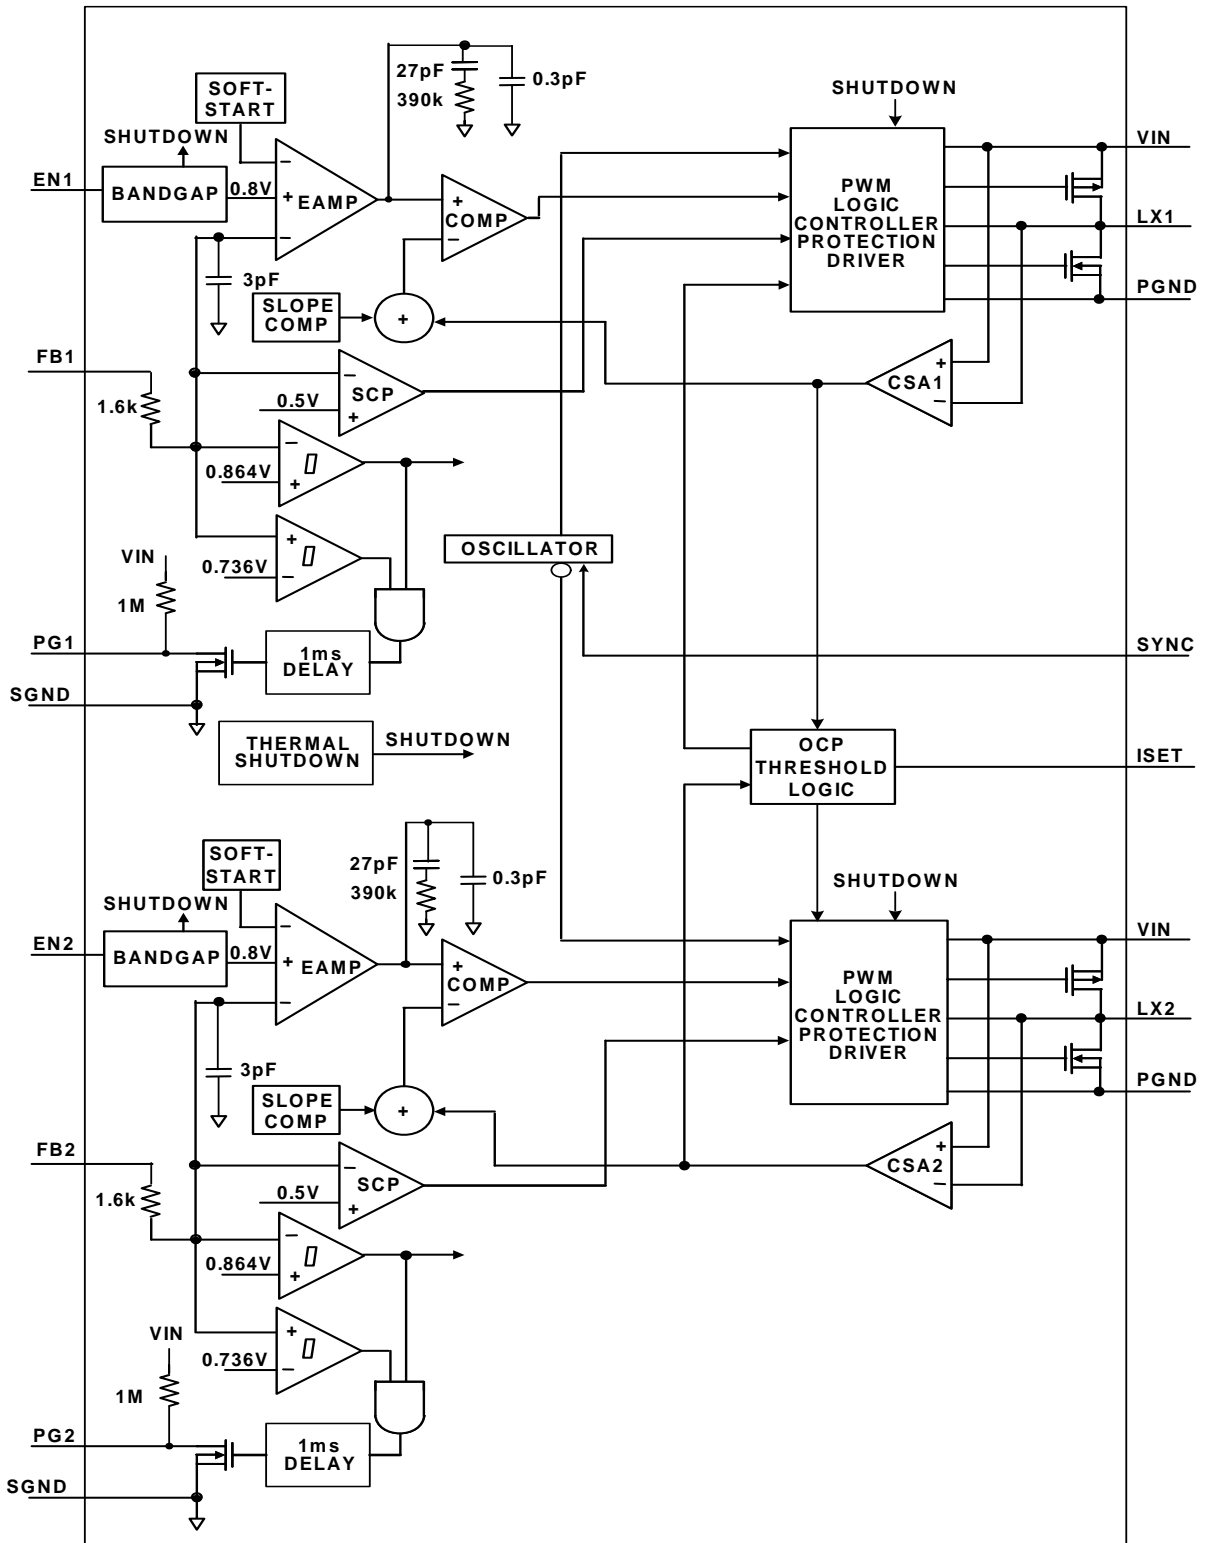 27pF
390k
0.3pF
SOFT-
START
SHUTDOWN
SHUTDOWN
VIN
EN1
BANDGAP
0.8V
−
+
−
EAMP
+
−
COMP
PWM
LOGIC
CONTROLLER
PROTECTION
DRIVER
LX1
3pF
SLOPE
COMP
+
PGND
FB1
1.6k
−
+
SCP
0.5V
+
−
CSA1
−
+
0.864V
+
−
0.736V
VIN
1M
OSCILLATOR
PG1
1ms
DELAY
SYNC
SGND
THERMAL
SHUTDOWN
SHUTDOWN
OCP
THRESHOLD
LOGIC
ISET
27pF
390k
0.3pF
SOFT-
START
SHUTDOWN
SHUTDOWN
VIN
EN2
BANDGAP
0.8V
−
+
−
EAMP
+
−
COMP
PWM
LOGIC
CONTROLLER
PROTECTION
DRIVER
LX2
3pF
SLOPE
COMP
+
PGND
FB2
1.6k
−
+
SCP
0.5V
+
−
CSA2
−
+
0.864V
+
−
0.736V
VIN
1M
PG2
1ms
DELAY
SGND